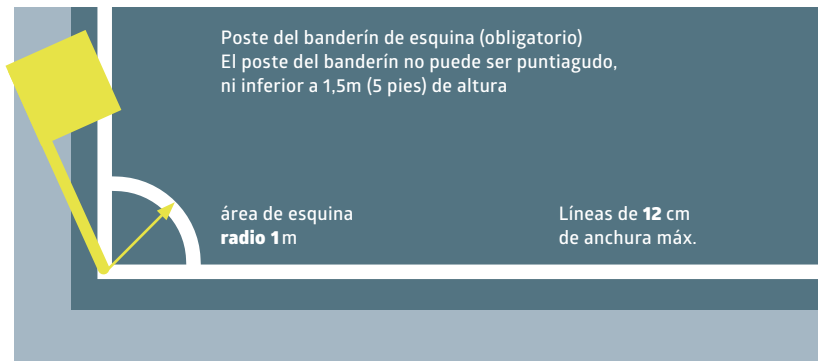 Poste del banderín de esquina (obligatorio)
El poste del banderín no puede ser puntiagudo,
ni inferior a 1,5m (5 pies) de altura
área de esquina
radio 1 m
Líneas de 12 cm
de anchura máx.